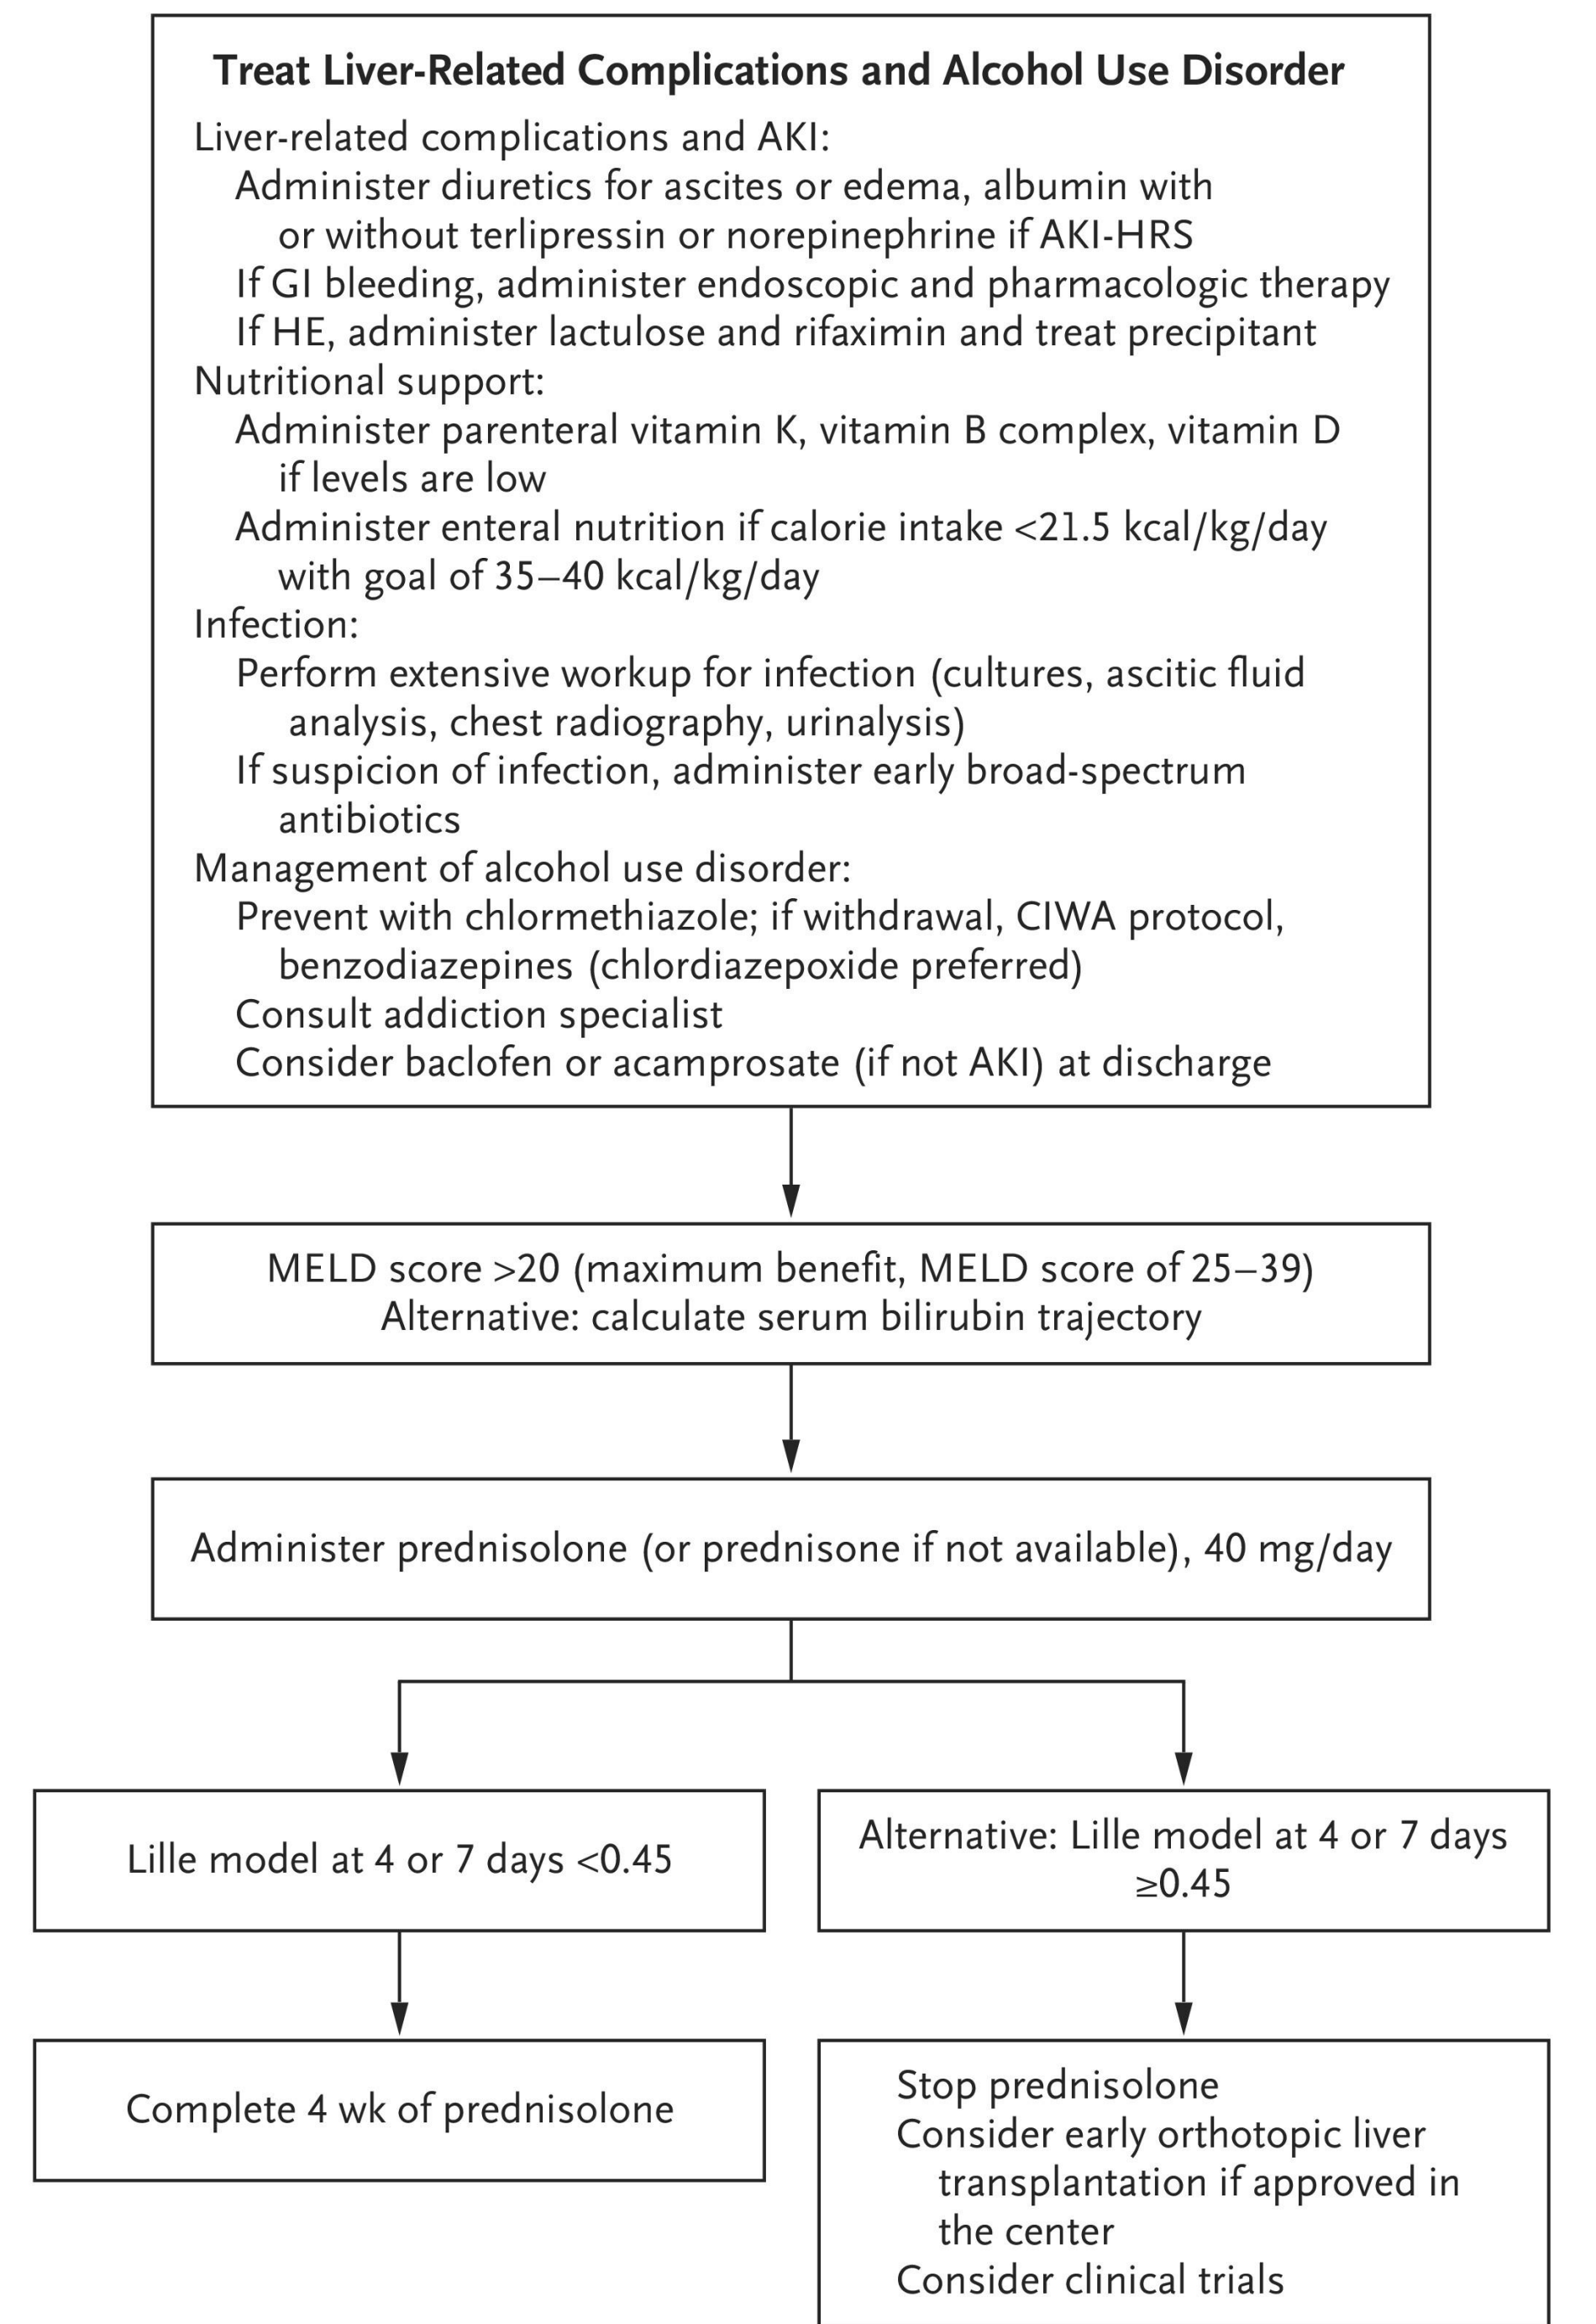 Treat Liver-Related Complications and Alcohol Use Disorder
Liver-related complications and AKI:
Administer diuretics for ascites or edema, albumin with
or without terlipressin or norepinephrine if AKI-HRS
If GI bleeding, administer endoscopic and pharmacologic therapy
If HE, administer lactulose and rifaximin and treat precipitant
Nutritional support:
Administer parenteral vitamin K, vitamin B complex, vitamin D
if levels are low
Administer enteral nutrition if calorie intake <21.5 kcal/kg/day
with goal of 35–40 kcal/kg/day
Infection:
Perform extensive workup for infection (cultures, ascitic fluid
analysis, chest radiography, urinalysis)
If suspicion of infection, administer early broad-spectrum
antibiotics
Management of alcohol use disorder:
Prevent with chlormethiazole; if withdrawal, CIWA protocol,
benzodiazepines (chlordiazepoxide preferred)
Consult addiction specialist
Consider baclofen or acamprosate (if not AKI) at discharge
MELD score >20 (maximum benefit, MELD score of 25–39)
Alternative: calculate serum bilirubin trajectory
Administer prednisolone (or prednisone if not available), 40 mg/day
Lille model at 4 or 7 days <0.45
Alternative: Lille model at 4 or 7 days
≥0.45
Complete 4 wk of prednisolone
Stop prednisolone
Consider early orthotopic liver
transplantation if approved in
the center
Consider clinical trials